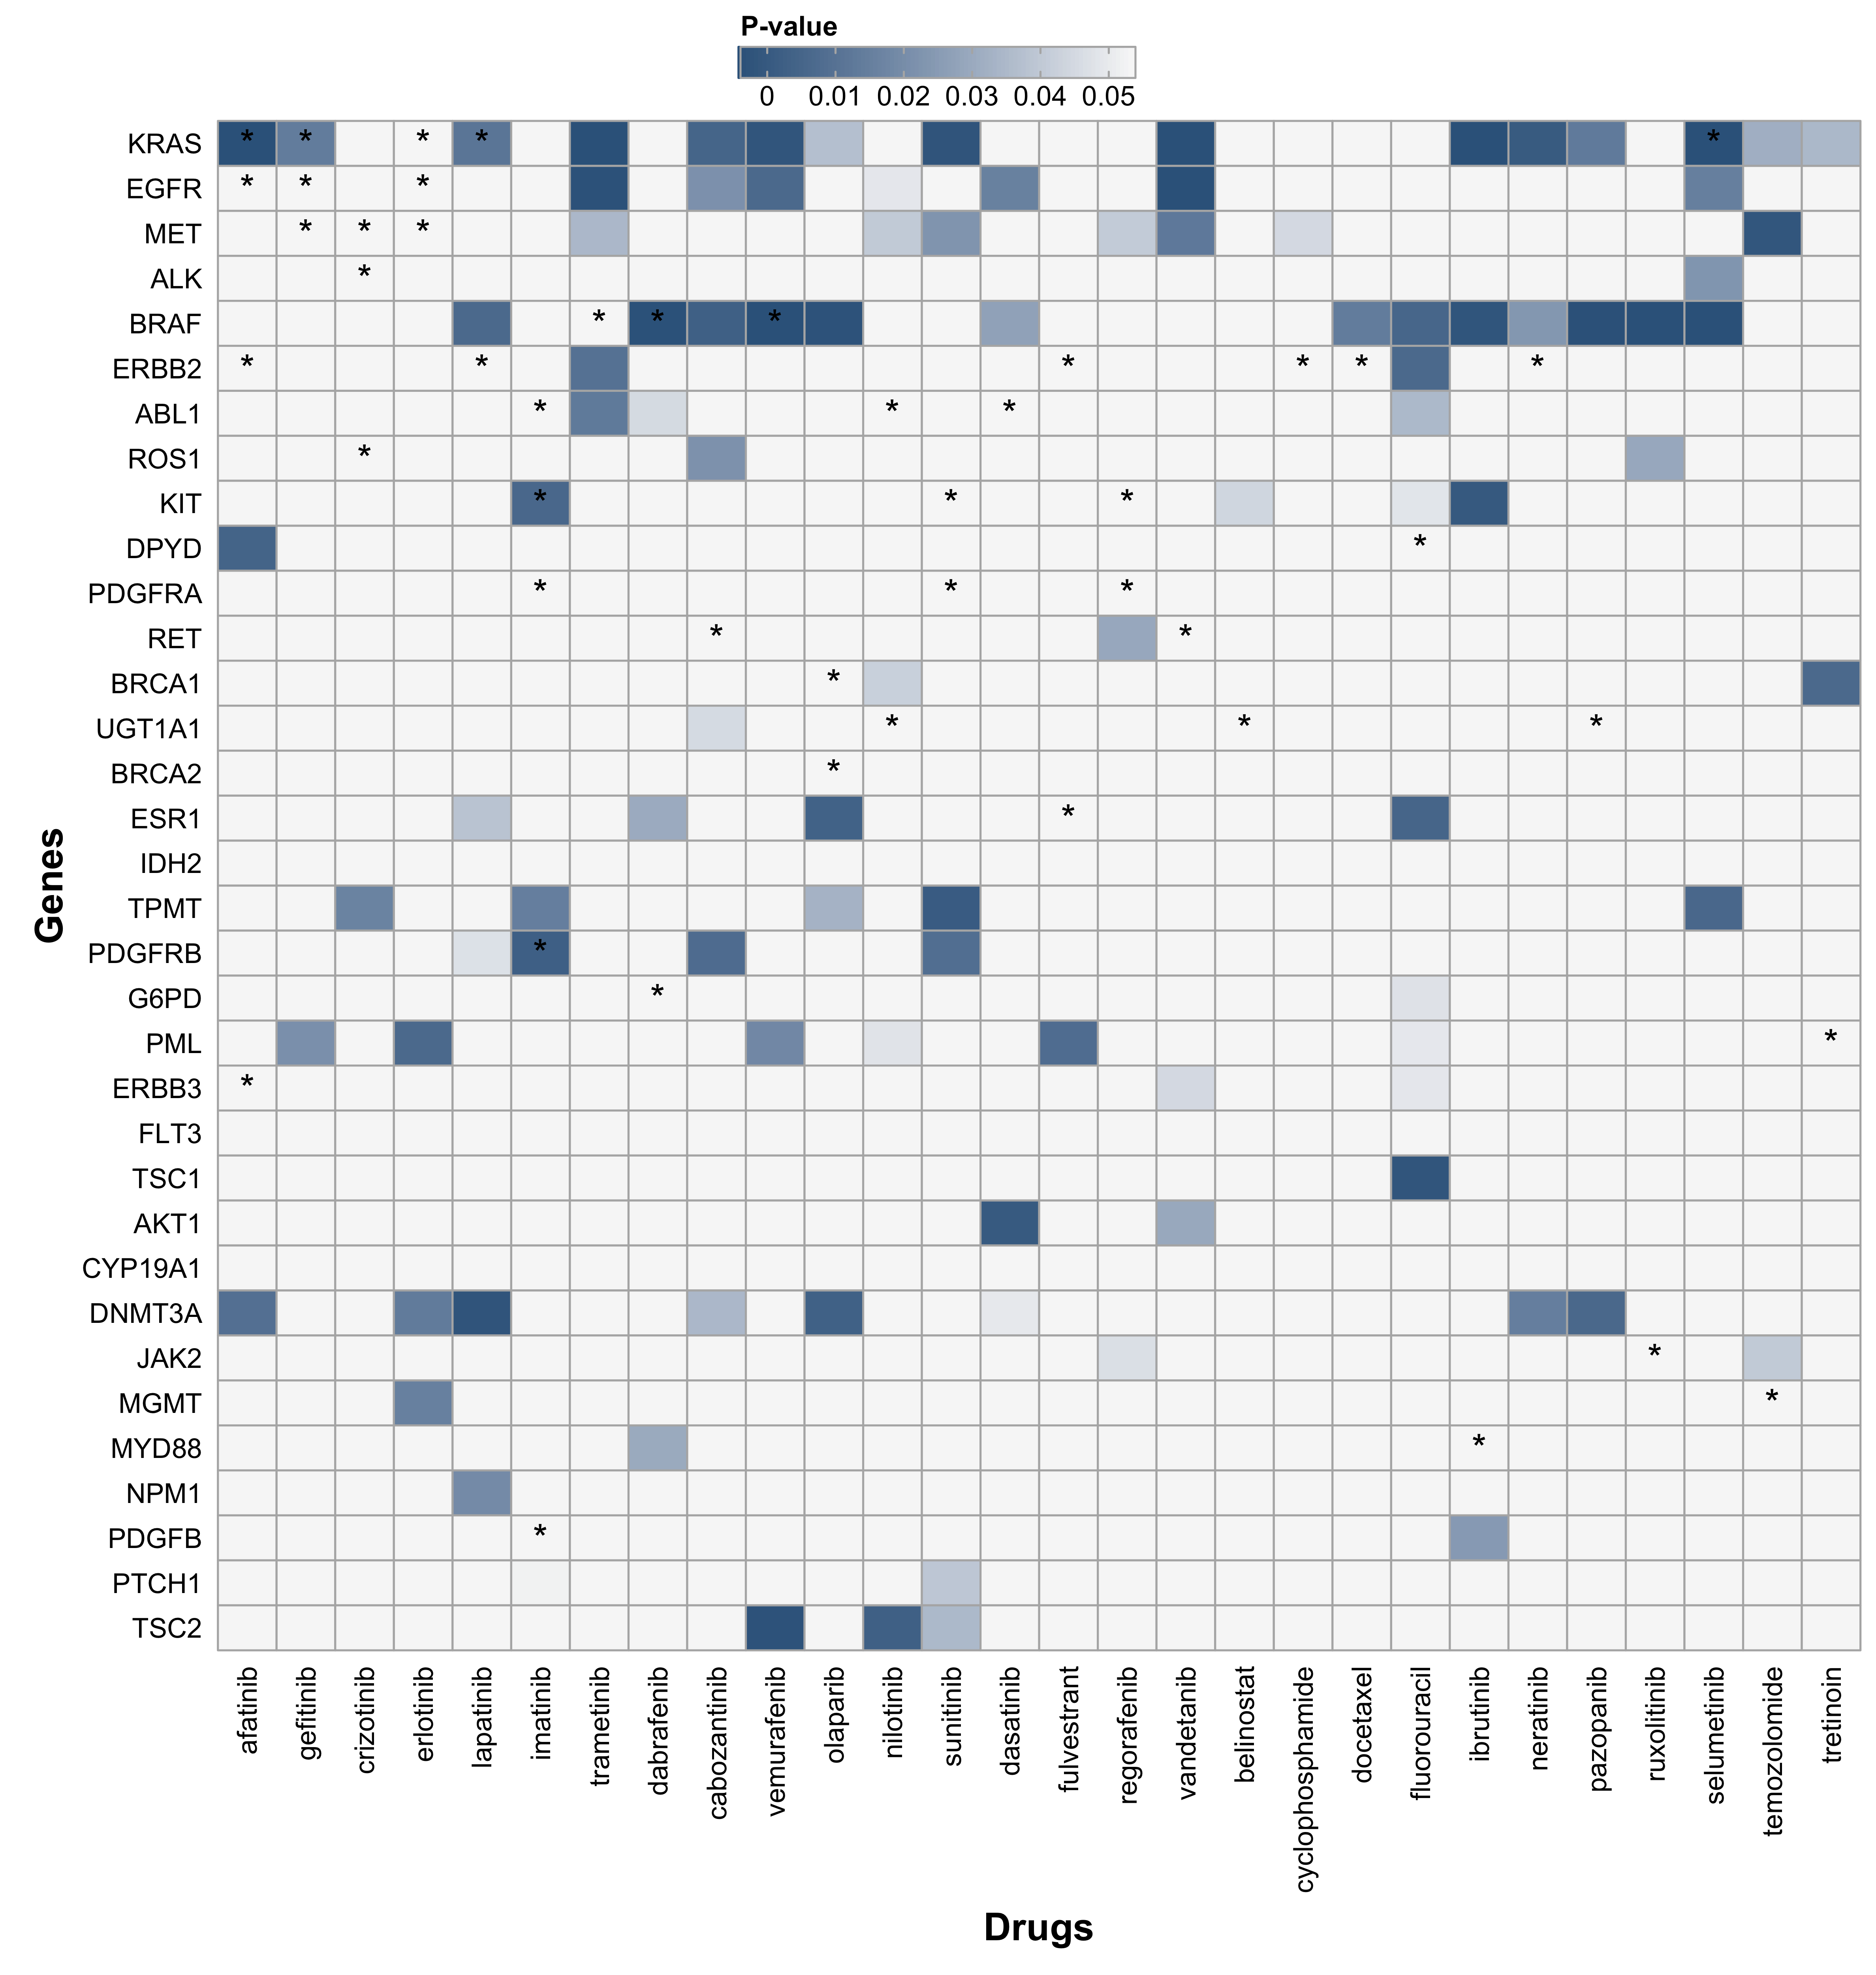 P-value
0 0.01 0.02 0.03 0.04 0.05
KRAS * * * * *
EGFR * * *
MET * * *
ALK *
BRAF * * *
ERBB2 * * * * * *
ABL1 * * *
ROS1 *
KIT * * *
DPYD *
PDGFRA * * *
RET * *
BRCA1 *
UGT1A1 * * *
BRCA2 *
ESR1 *
IDH2
TPMT
PDGFRB *
G6PD *
PML *
ERBB3 *
FLT3
TSC1
AKT1
CYP19A1
DNMT3A
JAK2 *
MGMT *
MYD88 *
NPM1
PDGFB *
PTCH1
TSC2
Genes
afatinib
gefitinib
crizotinib
erlotinib
lapatinib
imatinib
trametinib
dabrafenib
cabozantinib
vemurafenib
olaparib
nilotinib
sunitinib
dasatinib
fulvestrant
regorafenib
vandetanib
belinostat
cyclophosphamide
docetaxel
fluorouracil
ibrutinib
neratinib
pazopanib
ruxolitinib
selumetinib
temozolomide
tretinoin
Drugs